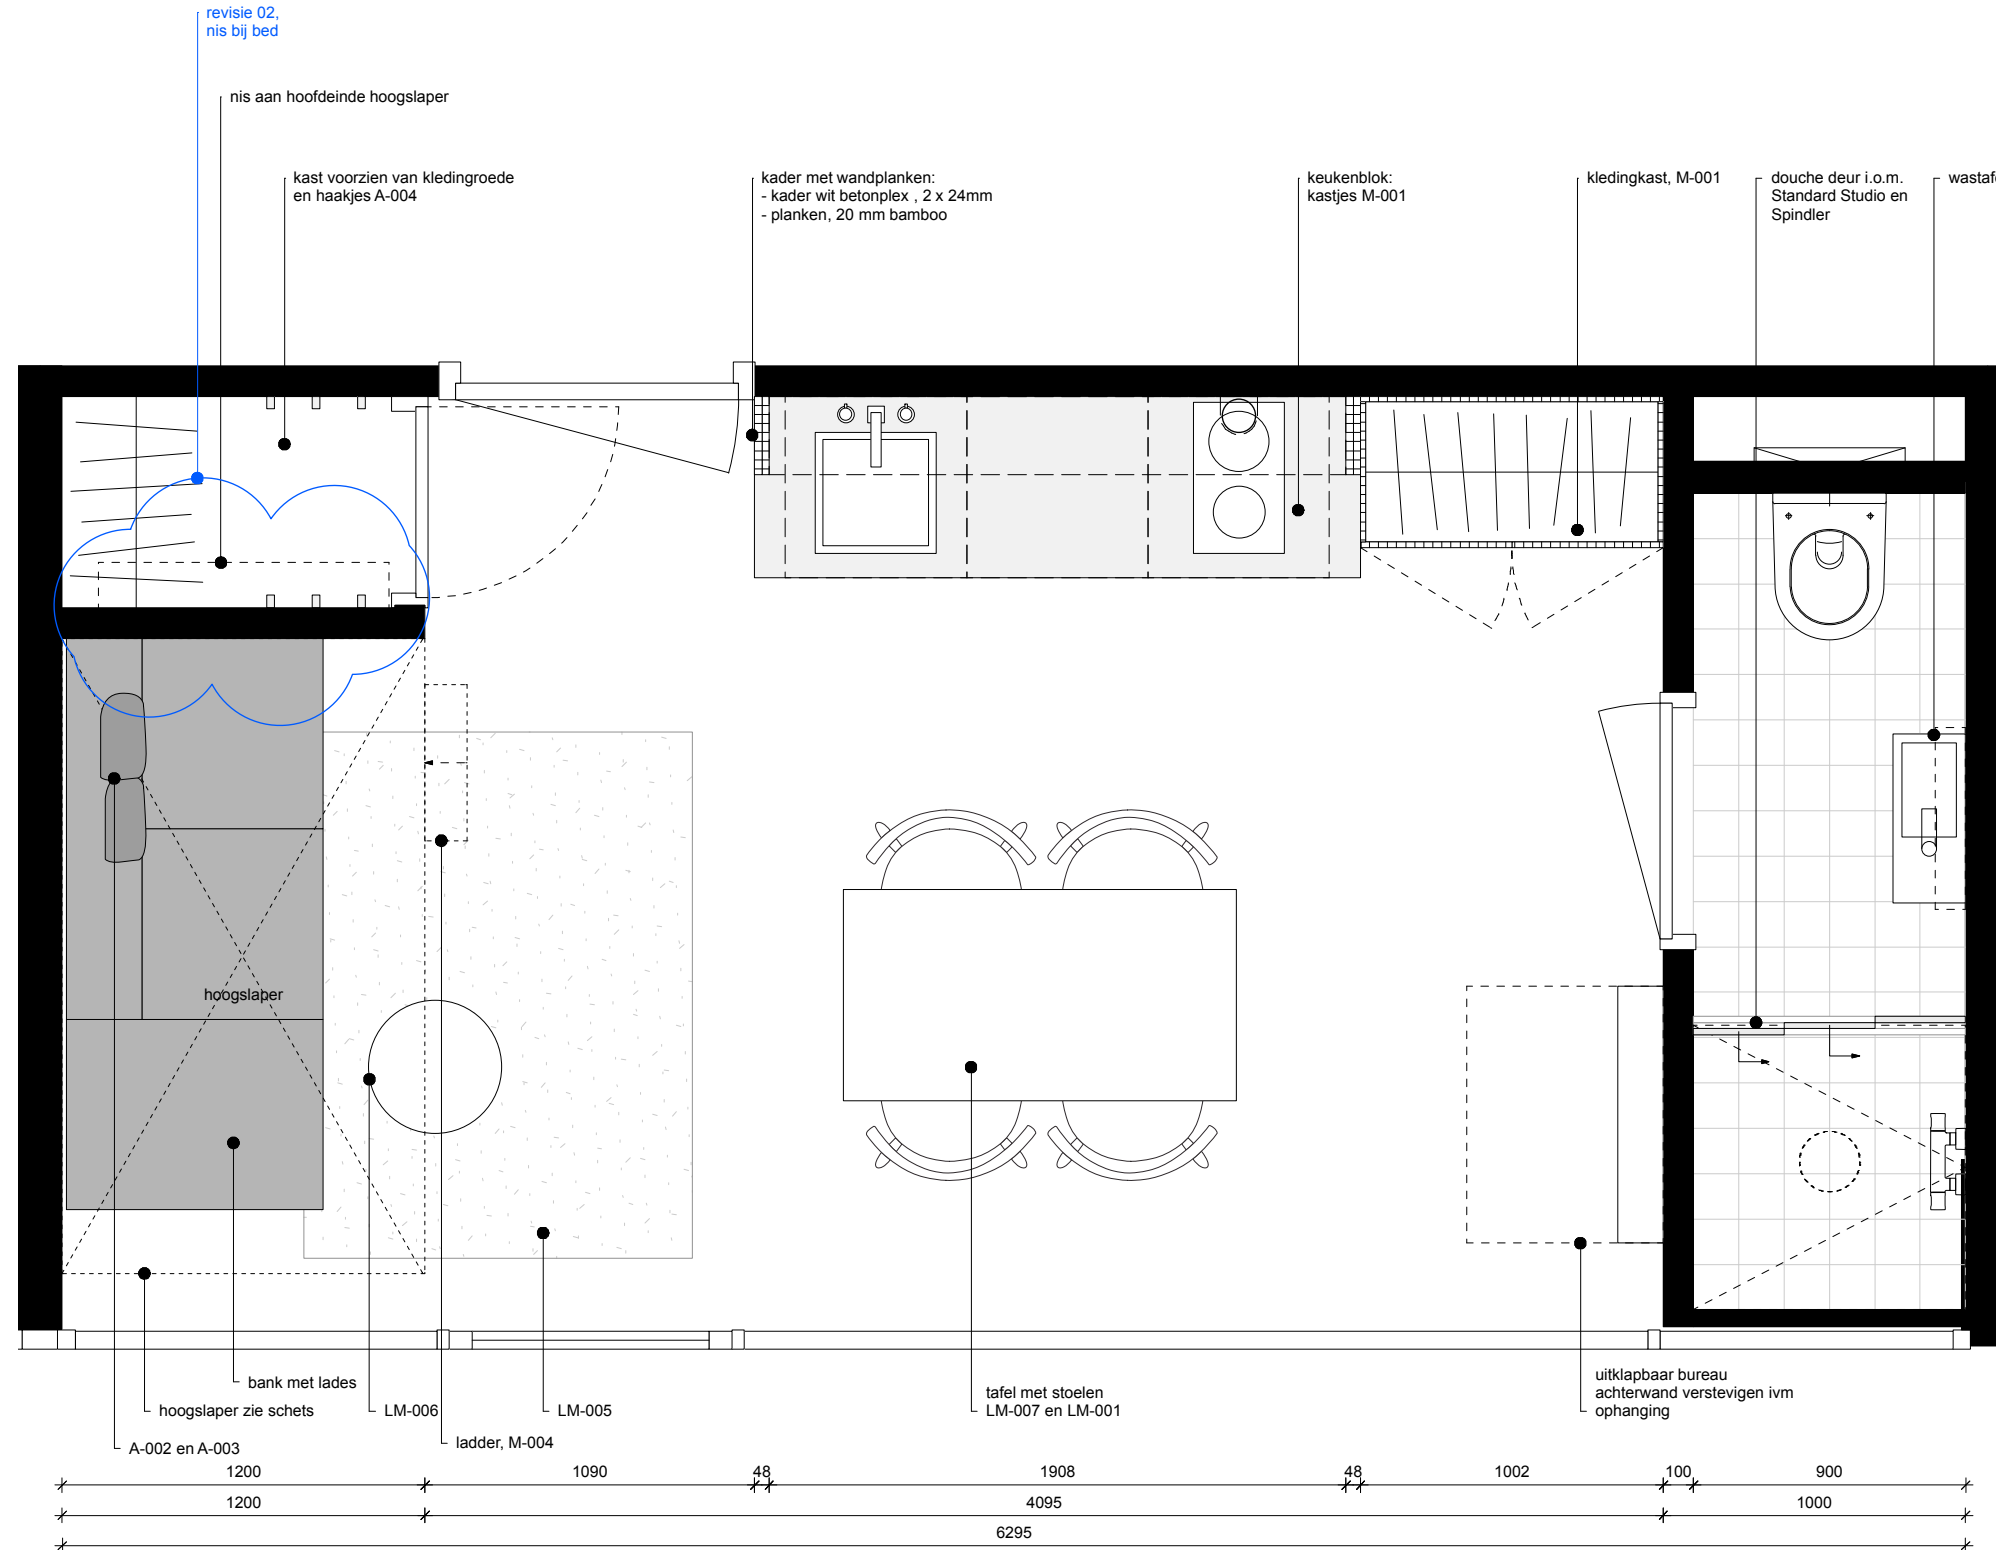 revisie 02,
nis bij bed
nis aan hoofdeinde hoogslaper
kast voorzien van kledingroede
en haakjes A-004
kader met wandplanken:
- kader wit betonplex , 2 x 24mm
- planken, 20 mm bamboo
keukenblok:
kastjes M-001
kledingkast, M-001
douche deur i.o.m.
Standard Studio en
Spindler
hoogslaper
bank met lades
hoogslaper zie schets
A-002 en A-003
LM-006
ladder, M-004
LM-005
tafel met stoelen
LM-007 en LM-001
uitklapbaar bureau
achterwand verstevigen ivm
ophanging
1200 1090 48 1908 48 1002 100 900
1200 4095 1000
6295